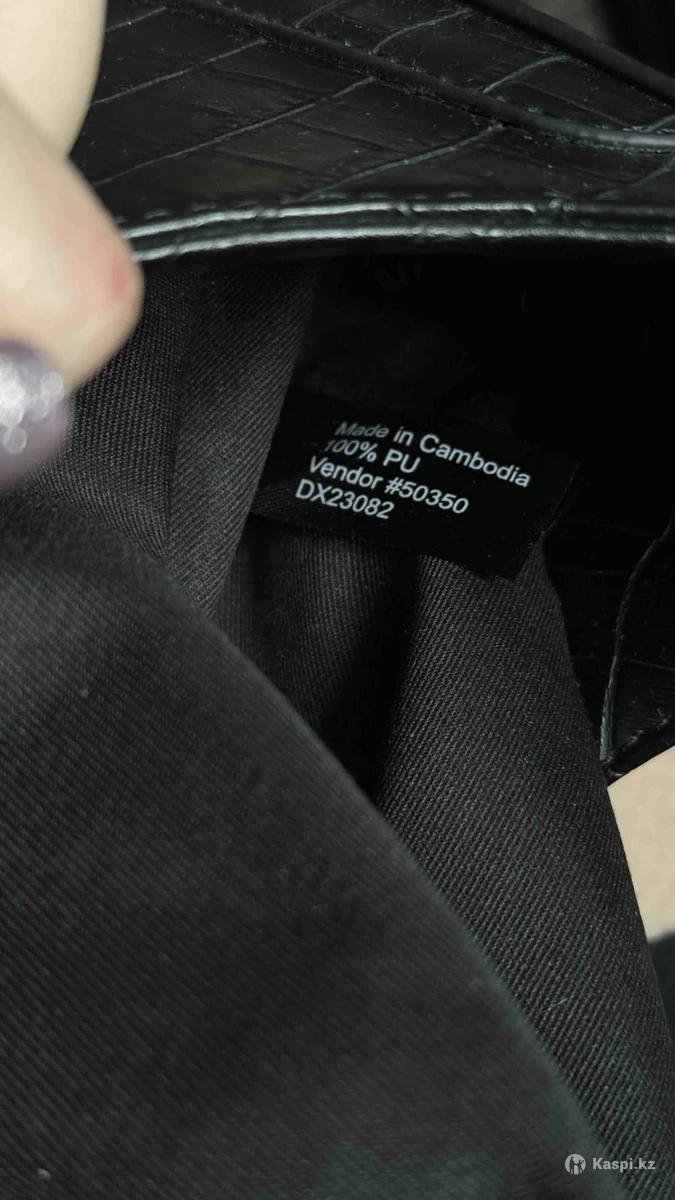 Made in Cambodia
100% PU
Vendor #50350
DX23082
Kaspi.kz